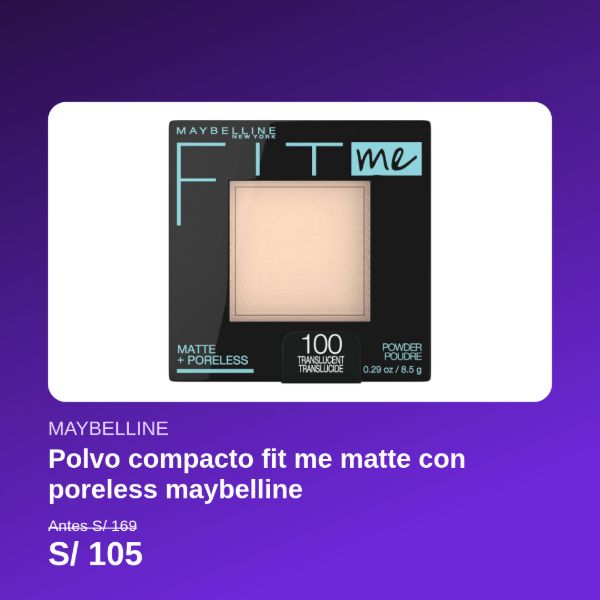 MAYBELLINE
NEW YORK
FIT me
MATTE
+ PORELESS
100
TRANSLUCENT
TRANSLUCIDE
POWDER
POUDRE
0.29 oz / 8.5 g
MAYBELLINE
Polvo compacto fit me matte con
poreless maybelline
Antes S/ 169
S/ 105